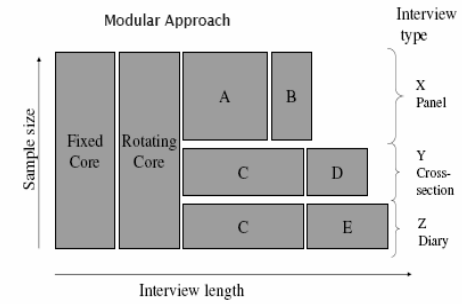 Modular Approach
Interview
type
Sample size
Fixed
Core
Rotating
Core
A
B
X
Panel
C
D
Y
Cross-
section
C
E
Z
Diary
Interview length